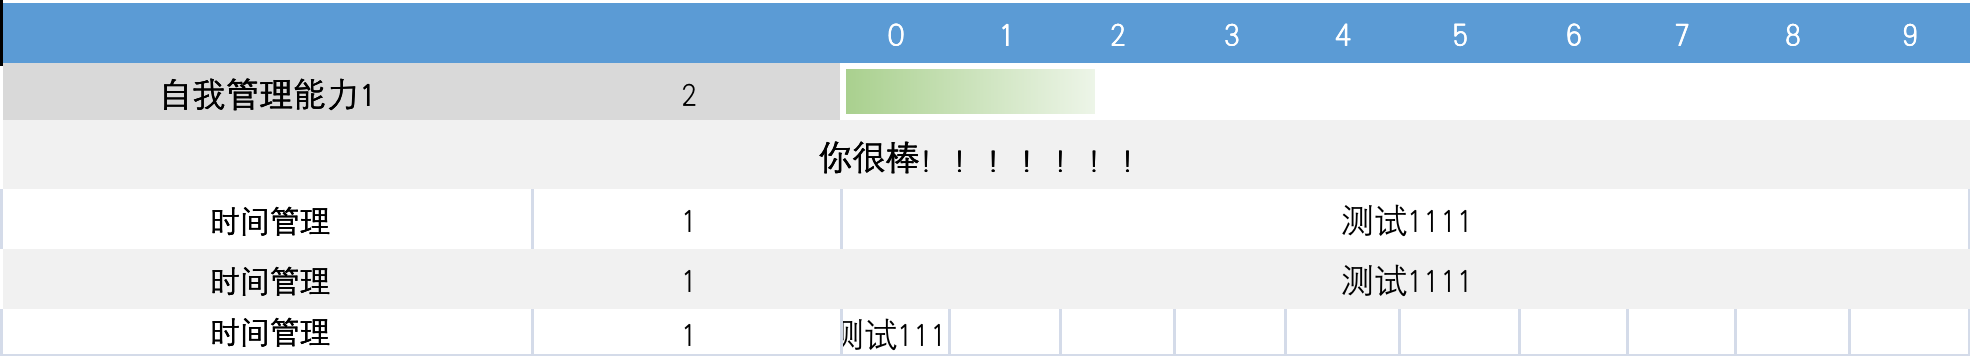 0 1 2 3 4 5 6 7 8 9
自我管理能力1 2
你很棒！！！！！！！
时间管理 1 测试1111
时间管理 1 测试1111
时间管理 1 测试111